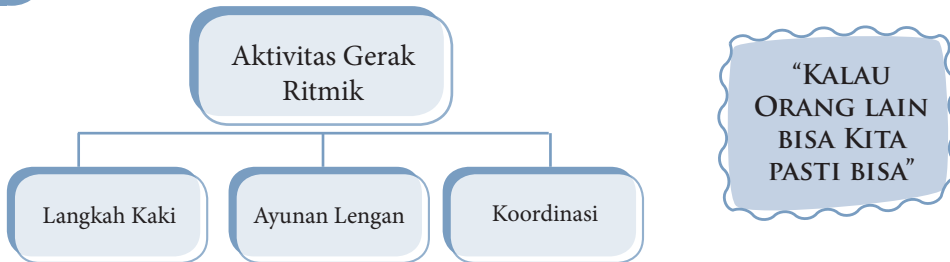 Aktivitas Gerak
Ritmik
Langkah Kaki
Ayunan Lengan
Koordinasi
“KALAU
ORANG LAIN
BISA KITA
PASTI BISA”